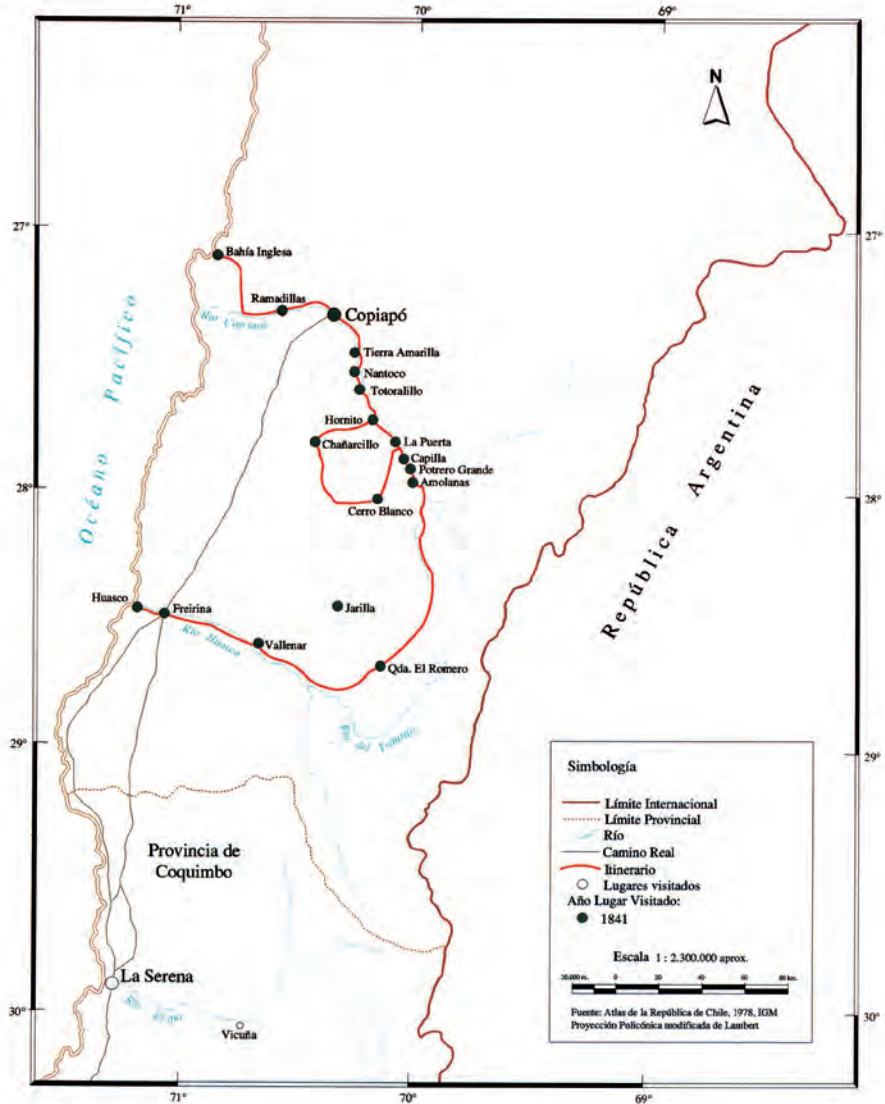 71°
70°
69°
N
27°
27°
Bahía Inglesa
Ramadillas
Río Copiapó
Copiapó
Océano Pacífico
Tierra Amarilla
Nantoco
Totoralillo
Hornito
Chañarcillo
La Puerta
Capilla
Potrero Grande
Amolanas
Cerro Blanco
28°
28°
República Argentina
Huasco
Freirina
Jarilla
Río Huasco
Vallenar
Qda. El Romero
Río del Tránsito
29°
29°
Provincia de
Coquimbo
La Serena
Vicuña
30°
30°
Simbología
Límite Internacional
Límite Provincial
Río
Camino Real
Itinerario
Lugares visitados
Año Lugar Visitado:
1841
Escala 1 : 2.300.000 aprox.
20.000 m. 0 20 40 60 80 km.
Fuente: Atlas de la República de Chile, 1978, IGM
Proyección Policónica modificada de Lambert
71°
70°
69°